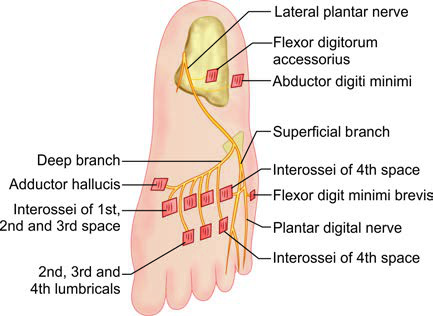 Lateral plantar nerve
Flexor digitorum
accessorius
Abductor digiti minimi
Superficial branch
Deep branch
Interossei of 4th space
Adductor hallucis
Flexor digit minimi brevis
Interossei of 1st,
2nd and 3rd space
Plantar digital nerve
Interossei of 4th space
2nd, 3rd and
4th lumbricals